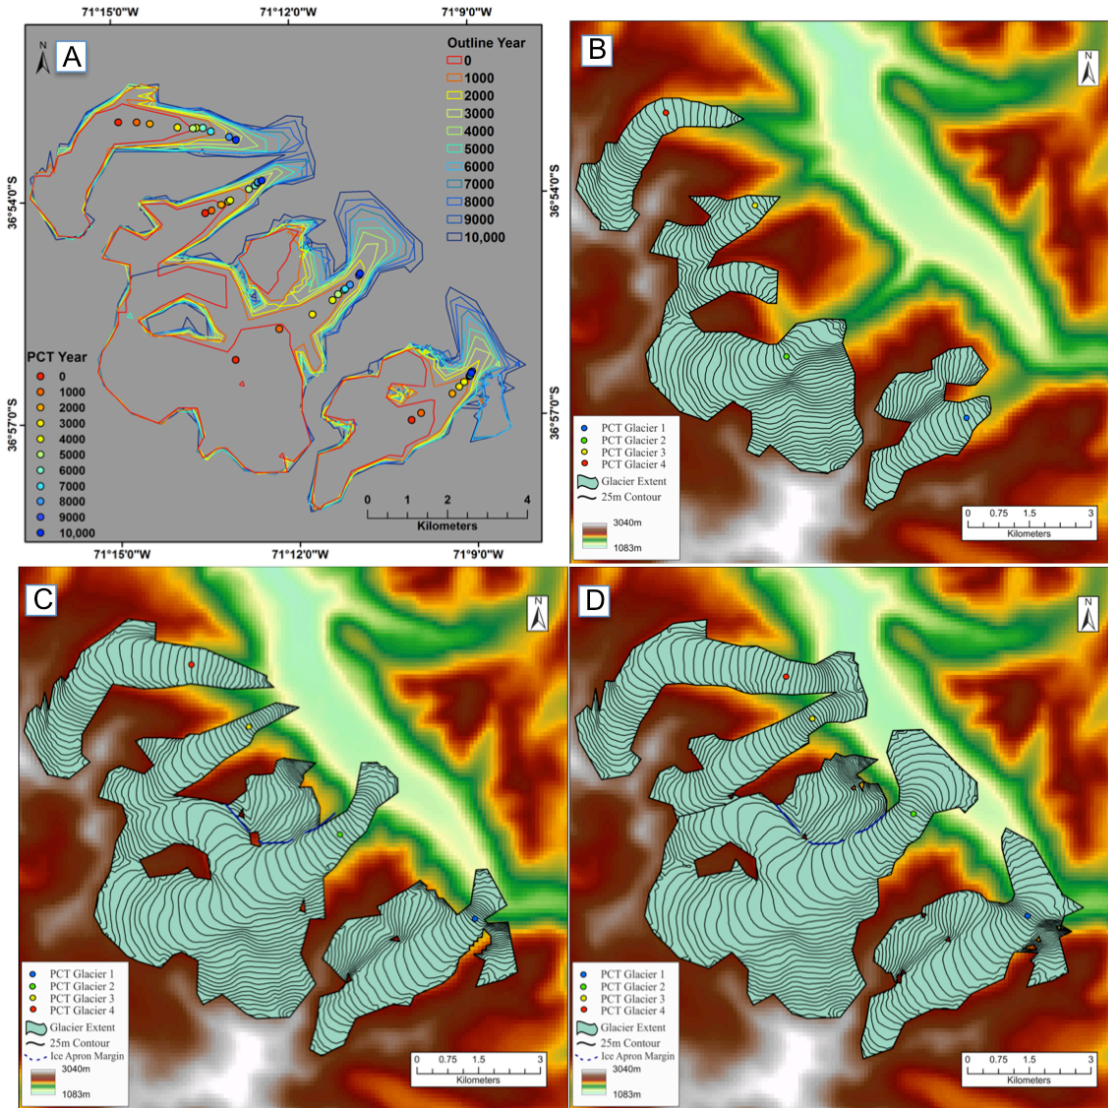 71°15'0"W 71°12'0"W 71°9'0"W
N
A
Outline Year
0
1000
2000
3000
4000
5000
6000
7000
8000
9000
10,000
36°54'0"S
36°54'0"S
36°57'0"S
36°57'0"S
PCT Year
0
1000
2000
3000
4000
5000
6000
7000
8000
9000
10,000
0 1 2 4
Kilometers
71°15'0"W 71°12'0"W 71°9'0"W
B
N
PCT Glacier 1
PCT Glacier 2
PCT Glacier 3
PCT Glacier 4
Glacier Extent
25m Contour
3040m
1083m
0 0.75 1.5 3
Kilometers
C
N
PCT Glacier 1
PCT Glacier 2
PCT Glacier 3
PCT Glacier 4
Glacier Extent
25m Contour
Ice Apron Margin
3040m
1083m
0 0.75 1.5 3
Kilometers
D
N
PCT Glacier 1
PCT Glacier 2
PCT Glacier 3
PCT Glacier 4
Glacier Extent
25m Contour
Ice Apron Margin
3040m
1083m
0 0.75 1.5 3
Kilometers